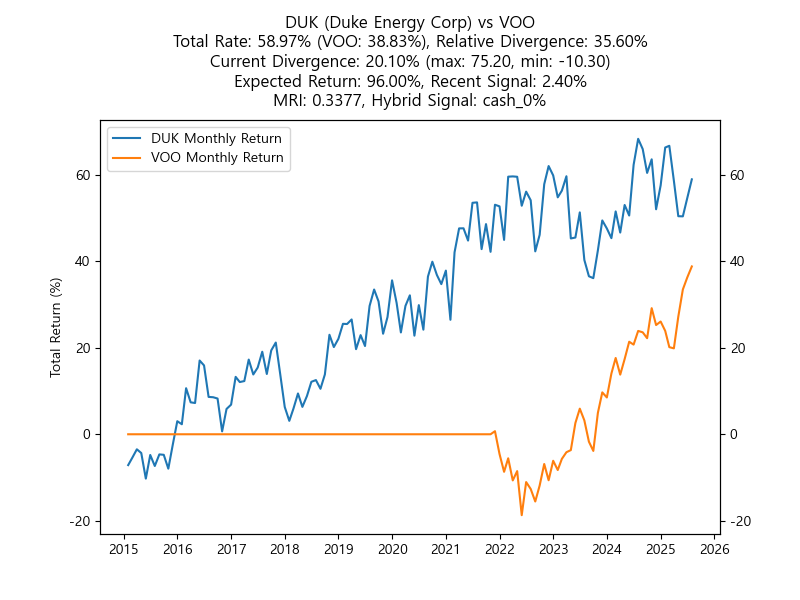 DUK (Duke Energy Corp) vs VOO
Total Rate: 58.97% (VOO: 38.83%), Relative Divergence: 35.60%
Current Divergence: 20.10% (max: 75.20, min: -10.30)
Expected Return: 96.00%, Recent Signal: 2.40%
MRI: 0.3377, Hybrid Signal: cash_0%
DUK Monthly Return
VOO Monthly Return
Total Return (%)
60
40
20
0
-20
60
40
20
0
-20
2015 2016 2017 2018 2019 2020 2021 2022 2023 2024 2025 2026